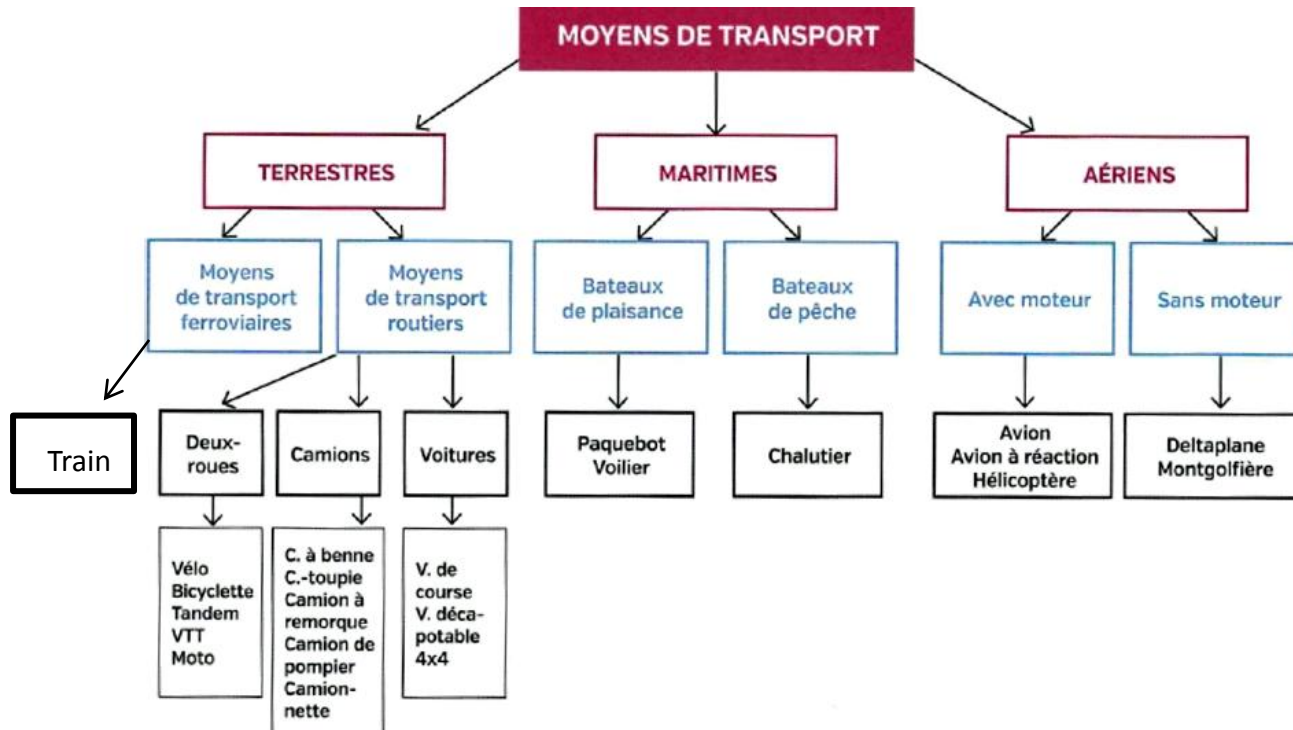 MOYENS DE TRANSPORT
TERRESTRES
MARITIMES
AÉRIENS
Moyens
de transport
ferroviaires
Moyens
de transport
routiers
Bateaux
de plaisance
Bateaux
de pêche
Avec moteur
Sans moteur
Train
Deux-
roues
Camions
Voitures
Paquebot
Voilier
Chalutier
Avion
Avion à réaction
Hélicoptère
Deltaplane
Montgolfière
Vélo
Bicyclette
Tandem
VTT
Moto
C. à benne
C.-toupie
Camion à
remorque
Camion de
pompier
Camion-
nette
V. de
course
V. déca-
potable
4x4